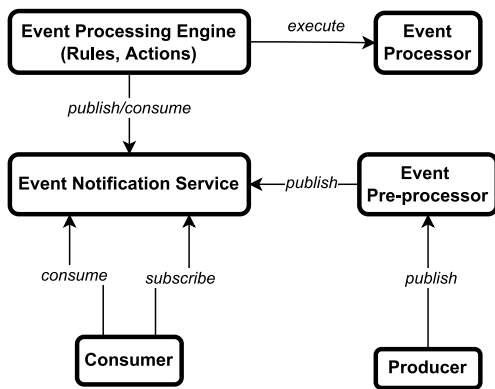 Event Processing Engine
(Rules, Actions)
execute
Event
Processor
publish/consume
Event Notification Service
publish
Event
Pre-processor
consume
subscribe
publish
Consumer
Producer